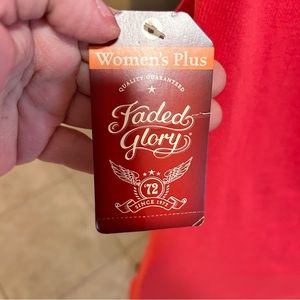 Women's Plus
QUALITY GUARANTEED
Faded
Glory
'72
SINCE 1972